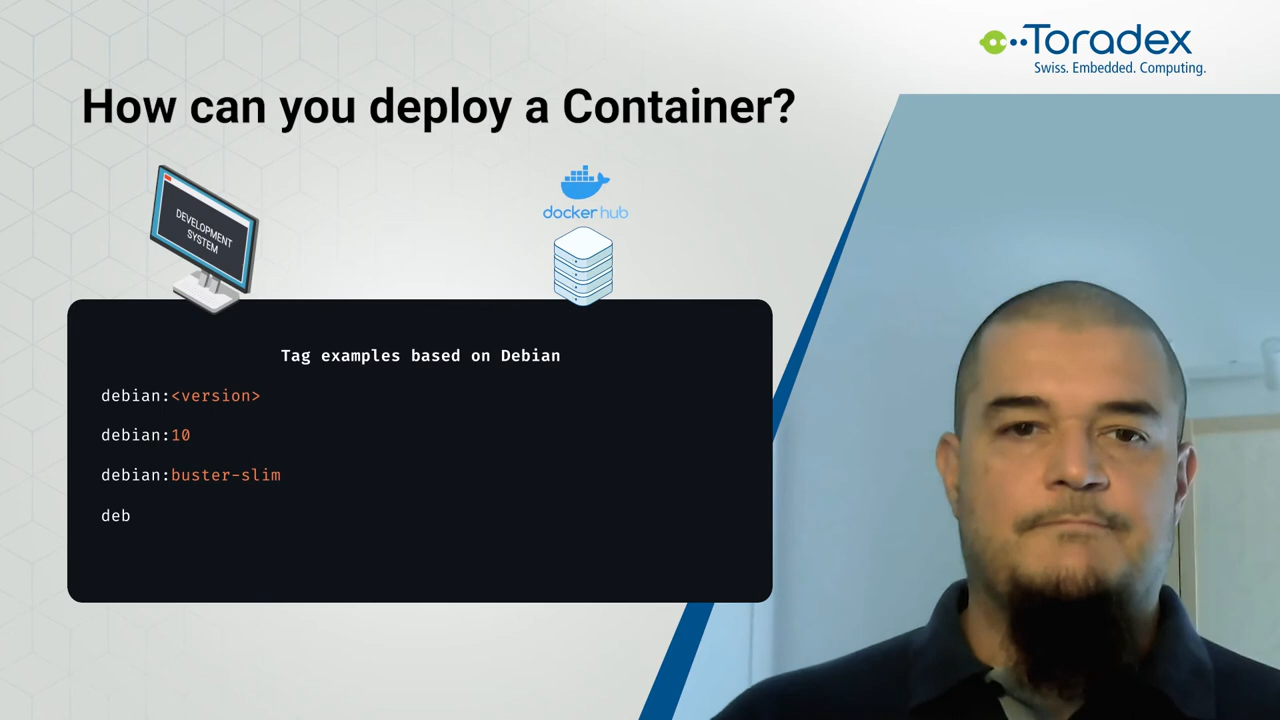 Toradex
Swiss. Embedded. Computing.
How can you deploy a Container?
DEVELOPMENT
SYSTEM
docker hub
Tag examples based on Debian
debian:<version>
debian:10
debian:buster-slim
deb